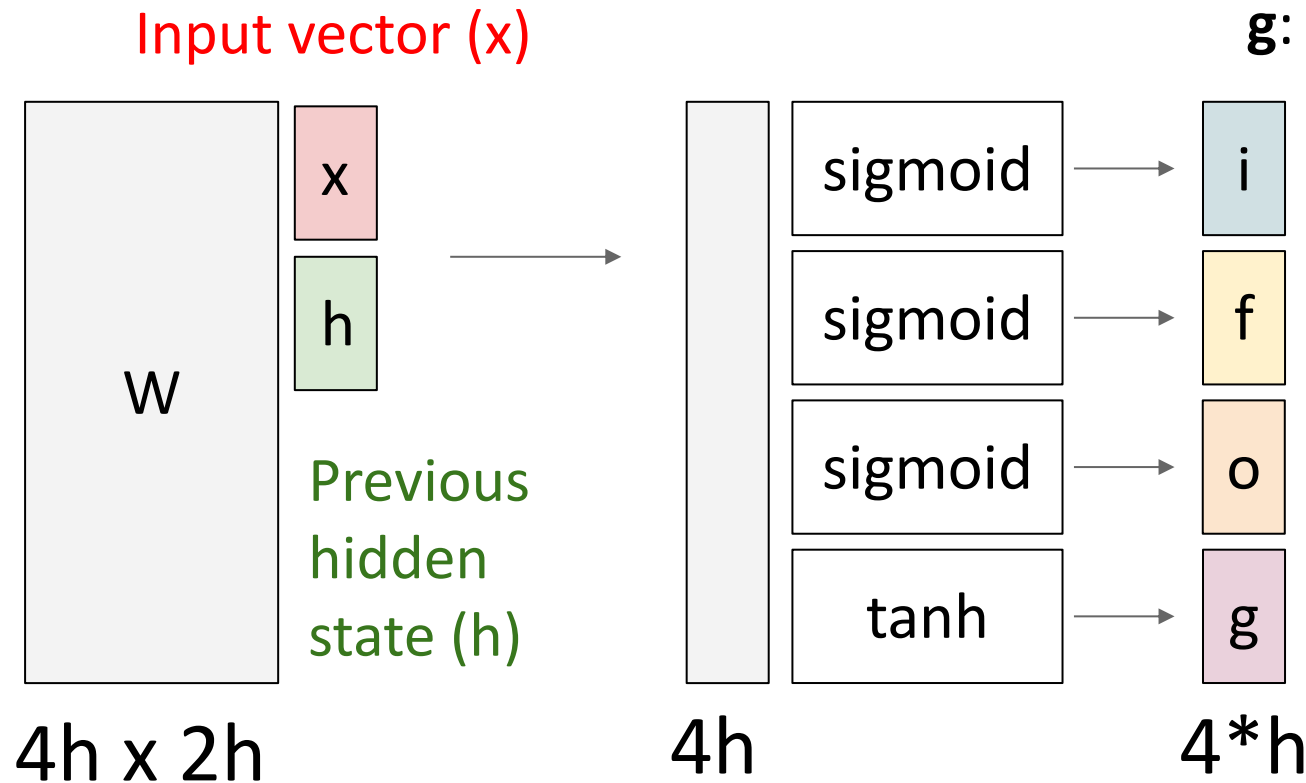 Input vector (x)
g:
W
x
h
Previous
hidden
state (h)
sigmoid
i
sigmoid
f
sigmoid
o
tanh
g
4h x 2h
4h
4*h